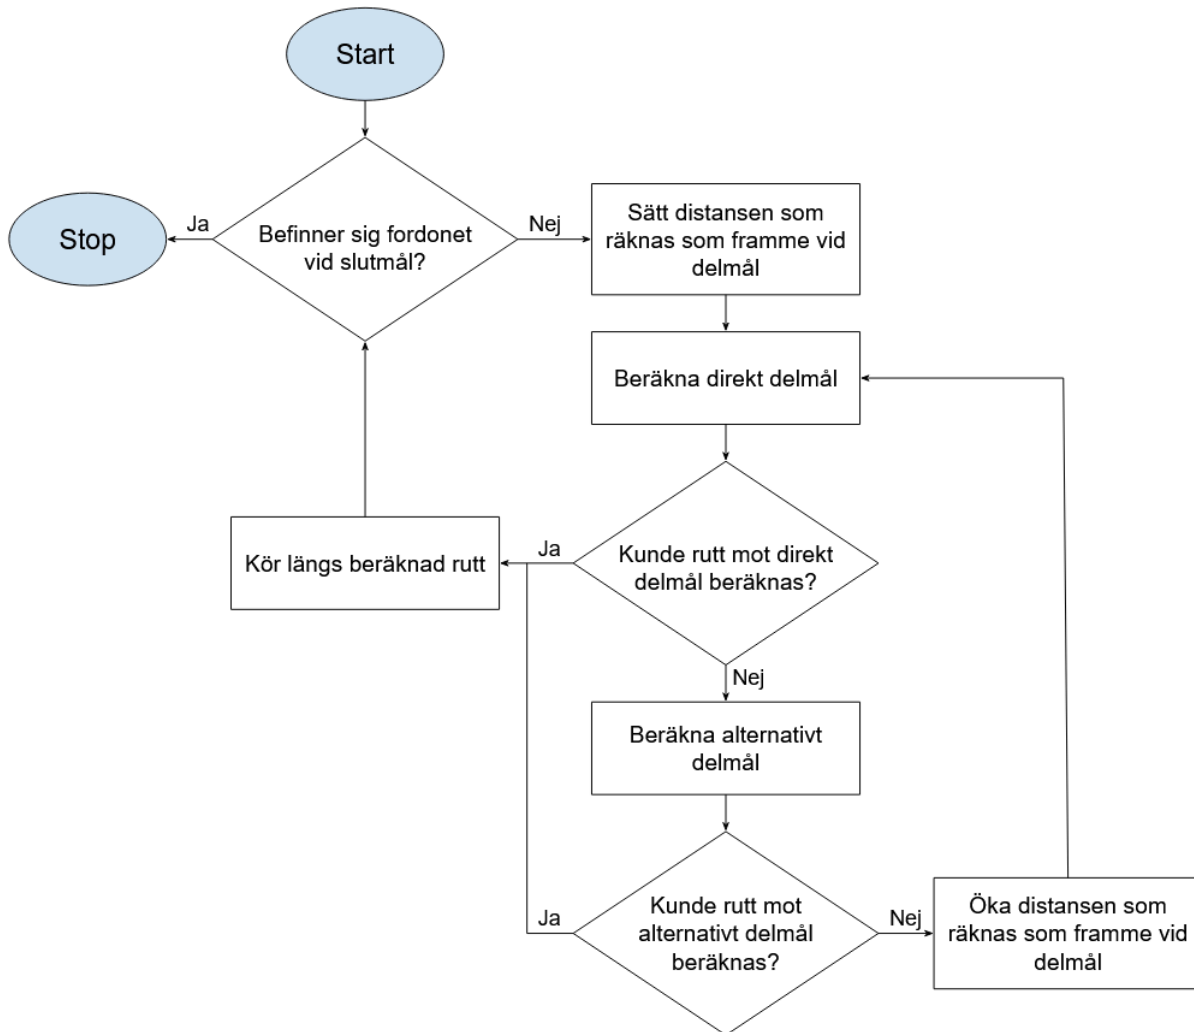 Start
Befinner sig fordonet
vid slutmål?
Ja
Stop
Nej
Sätt distansen som
räknas som framme vid
delmål
Beräkna direkt delmål
Kunde rutt mot direkt
delmål beräknas?
Ja
Kör längs beräknad rutt
Nej
Beräkna alternativt
delmål
Kunde rutt mot
alternativt delmål
beräknas?
Ja
Nej
Öka distansen som
räknas som framme vid
delmål